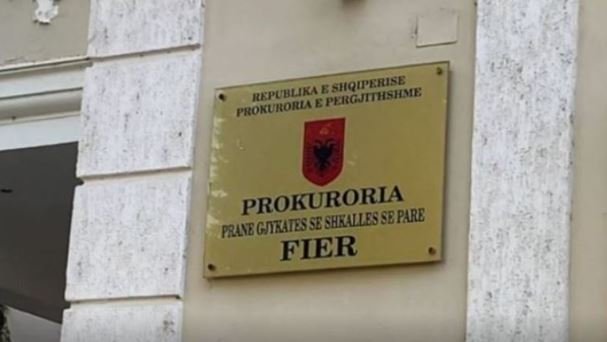 REPUBLIKA E SHQIPERISE
PROKURORIA E PERGJITHSHME
PROKURORIA
PRANE GJYKATES SE SHKALLES SE PARE
FIER